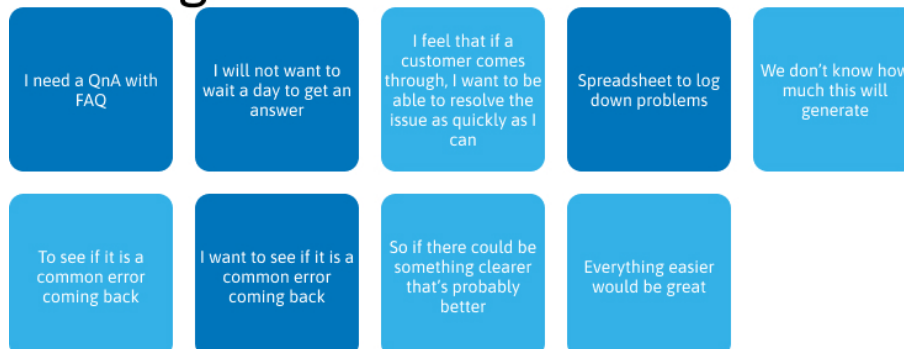 I need a QnA with
FAQ
I will not want to
wait a day to get an
answer
I feel that if a
customer comes
through, I want to be
able to resolve the
issue as quickly as I
can
Spreadsheet to log
down problems
We don't know how
much this will
generate
To see if it is a
common error
coming back
I want to see if it is a
common error
coming back
So if there could be
something clearer
that's probably
better
Everything easier
would be great